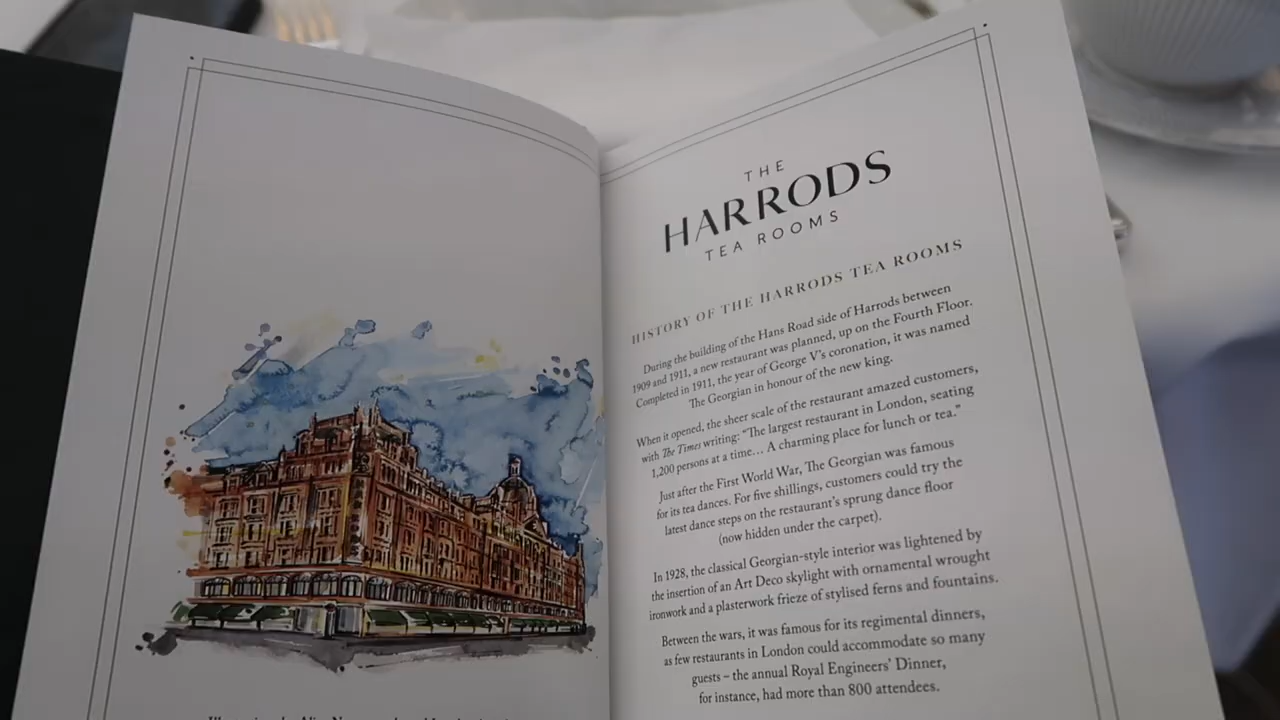 THE
HARRODS
TEA ROOMS
HISTORY OF THE HARRODS TEA ROOMS
During the building of the Hans Road side of Harrods between
1909 and 1911, a new restaurant was planned, up on the Fourth Floor.
Completed in 1911, the year of George V's coronation, it was named
The Georgian in honour of the new king.
When it opened, the sheer scale of the restaurant amazed customers,
with The Times writing: “The largest restaurant in London, seating
1,200 persons at a time… A charming place for lunch or tea.”
Just after the First World War, The Georgian was famous
for its tea dances. For five shillings, customers could try the
latest dance steps on the restaurant's sprung dance floor
(now hidden under the carpet).
In 1928, the classical Georgian-style interior was lightened by
the insertion of an Art Deco skylight with ornamental wrought
ironwork and a plasterwork frieze of stylised ferns and fountains.
Between the wars, it was famous for its regimental dinners,
as few restaurants in London could accommodate so many
guests – the annual Royal Engineers' Dinner,
for instance, had more than 800 attendees.